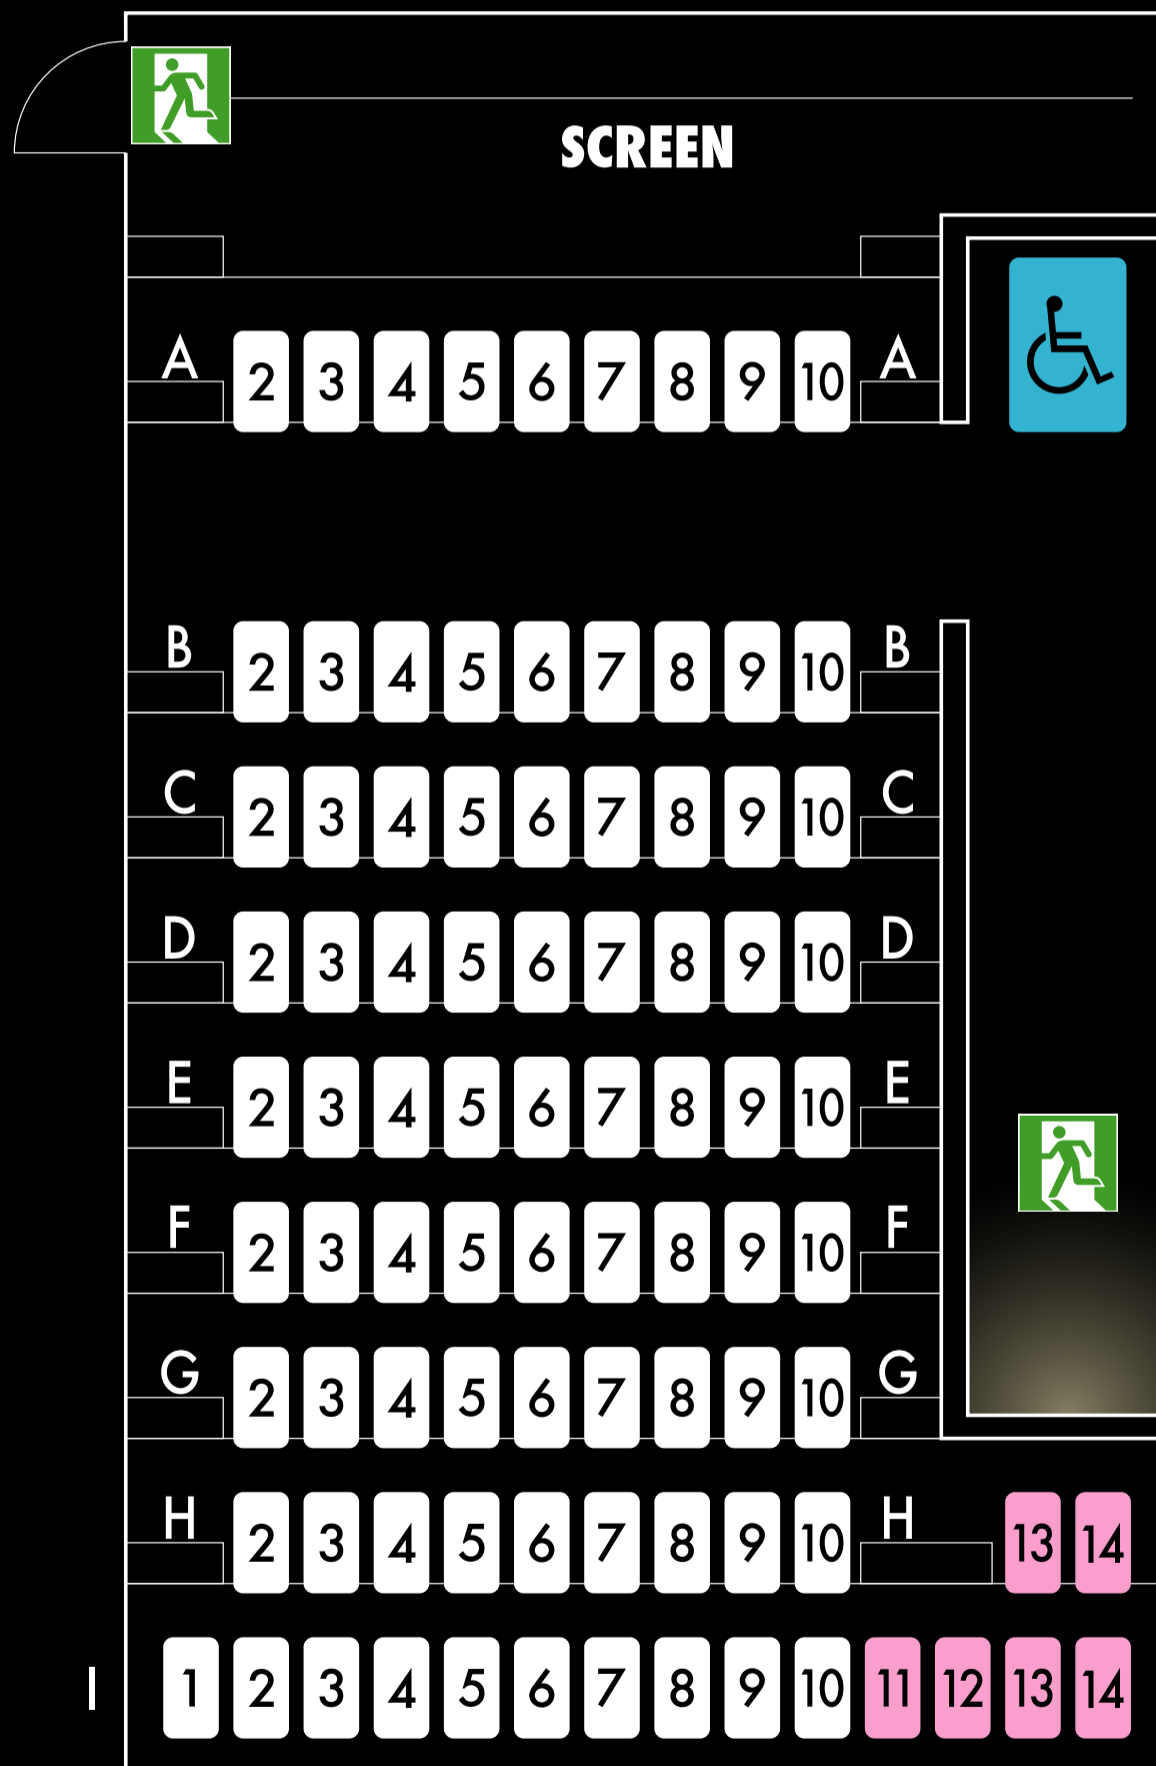 SCREEN
A 2 3 4 5 6 7 8 9 10 A
B 2 3 4 5 6 7 8 9 10 B
C 2 3 4 5 6 7 8 9 10 C
D 2 3 4 5 6 7 8 9 10 D
E 2 3 4 5 6 7 8 9 10 E
F 2 3 4 5 6 7 8 9 10 F
G 2 3 4 5 6 7 8 9 10 G
H 2 3 4 5 6 7 8 9 10 H 13 14
I 1 2 3 4 5 6 7 8 9 10 11 12 13 14